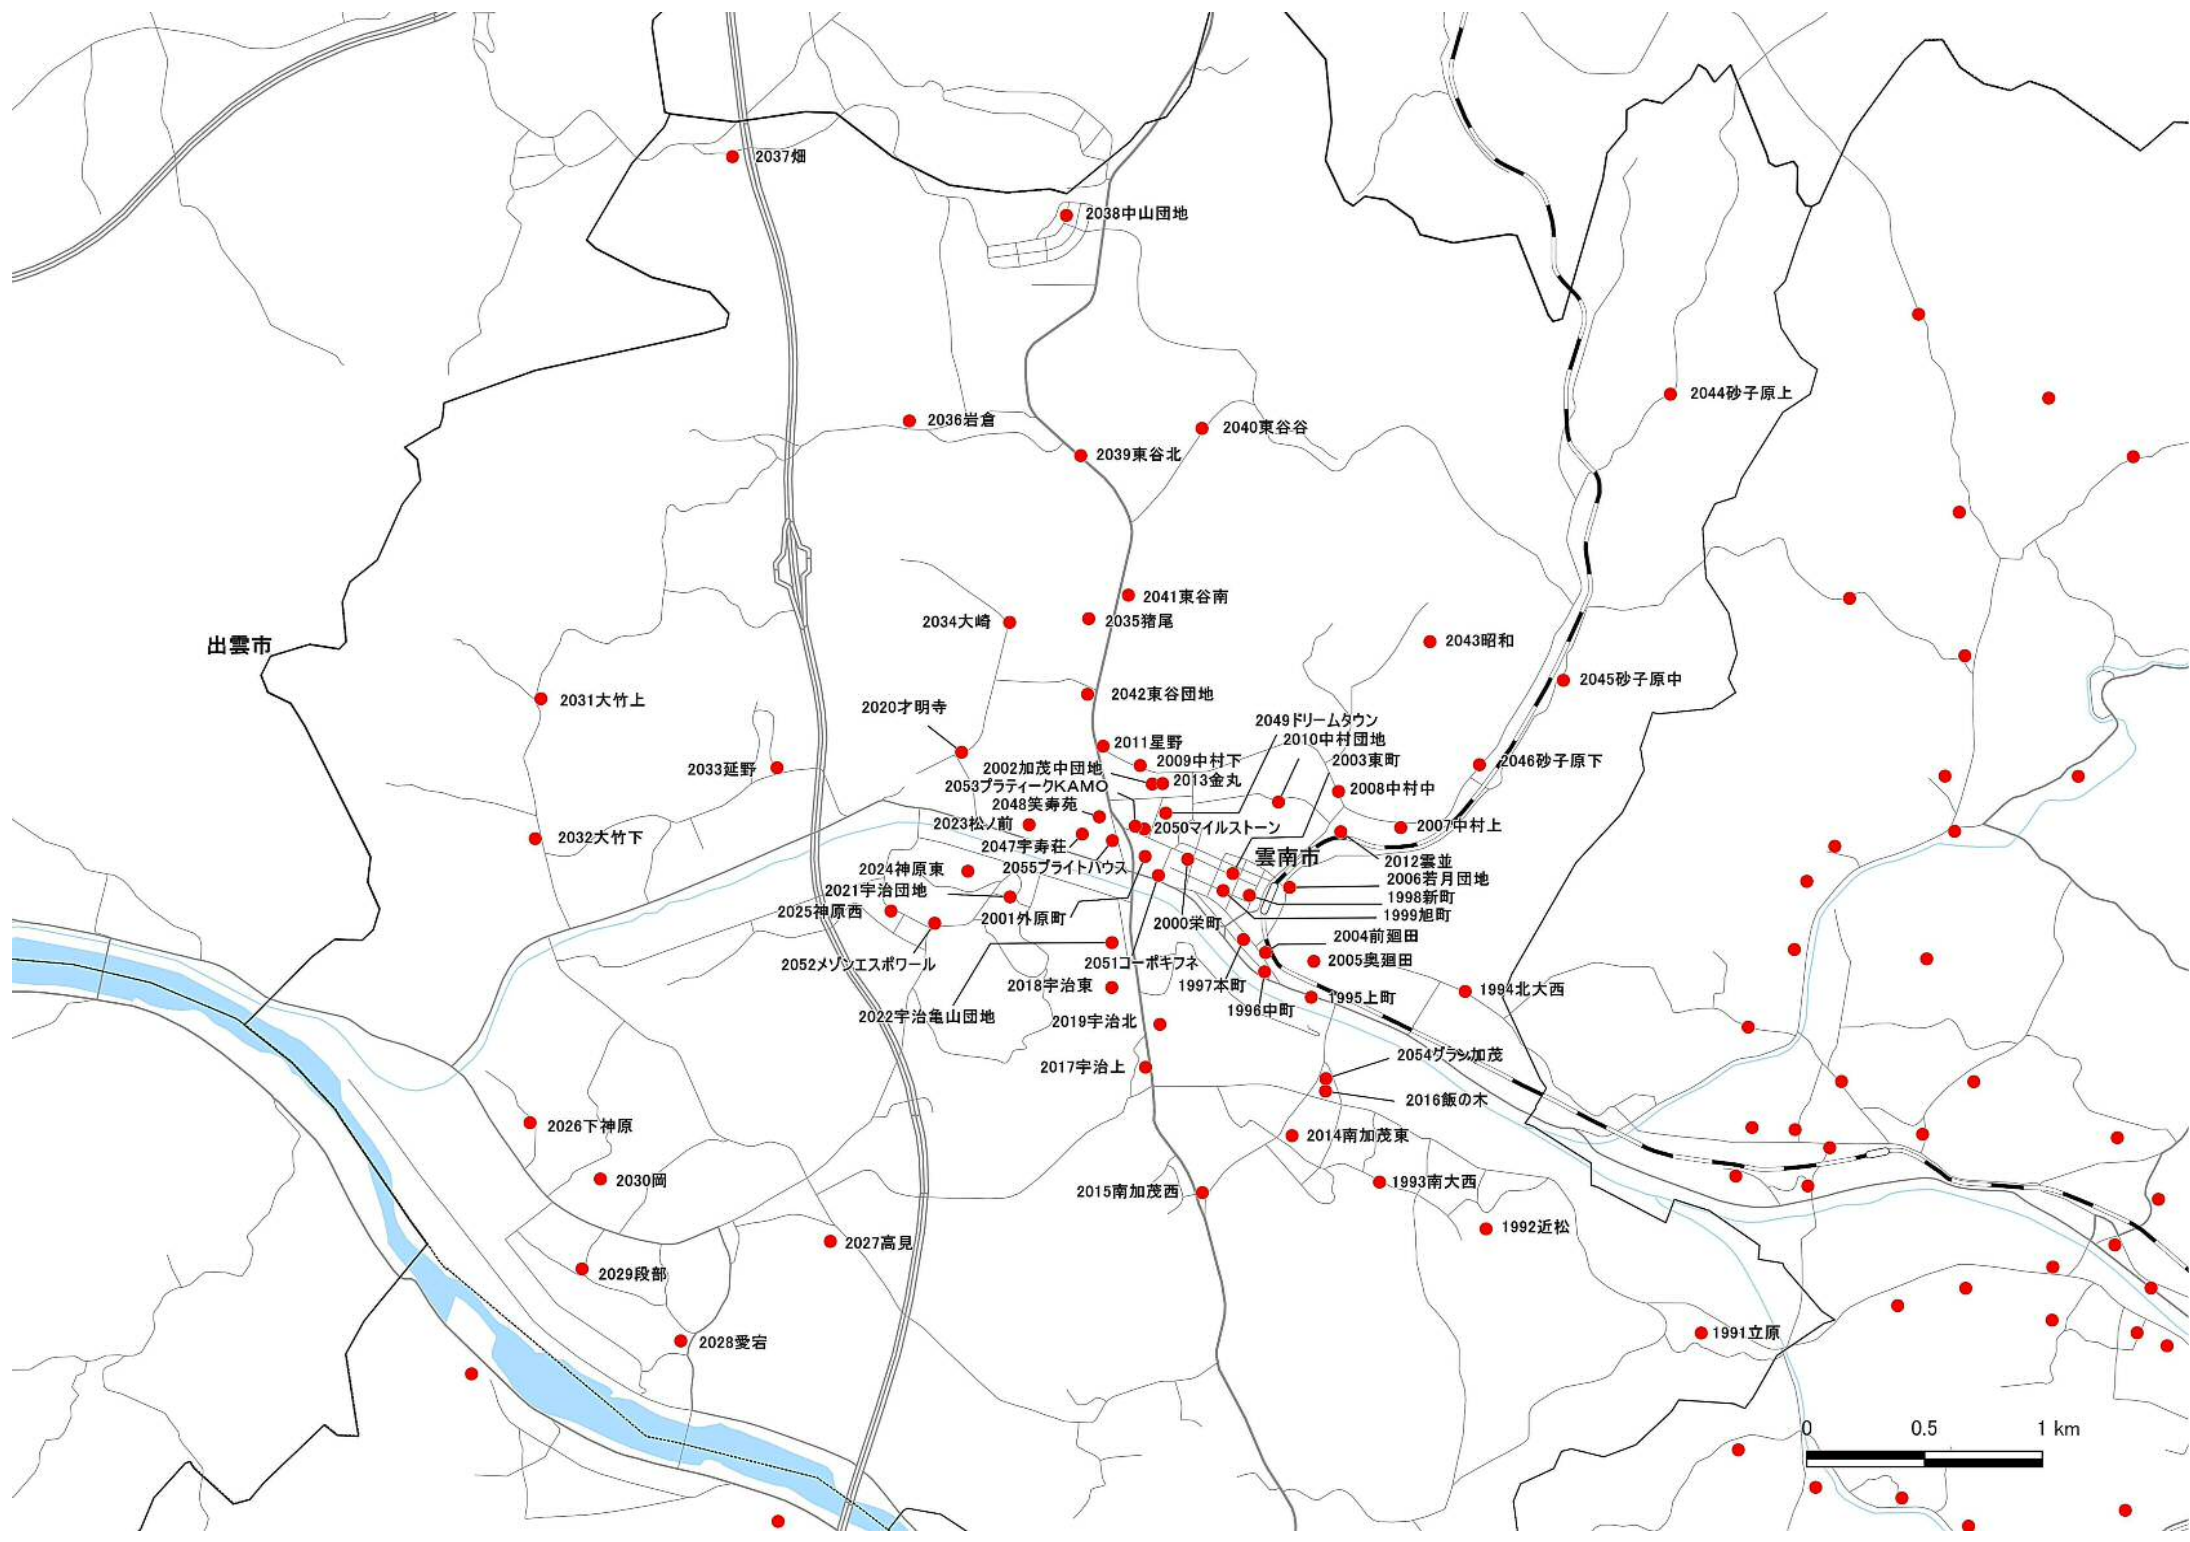 2037畑
2038中山団地
2044砂子原上
2036岩倉
2040東谷谷
2039東谷北
2041東谷南
2034大崎
2035猪尾
2043昭和
出雲市
2045砂子原中
2031大竹上
2042東谷団地
2020才明寺
2049ドリームタウン
2011星野
2010中村団地
2009中村下
2003東町
2046砂子原下
2033延野
2002加茂中団地
2013金丸
2053プラティークKAMO
2008中村中
2048笑寿苑
2023松ノ前
2050マイルストーン
2007中村上
2032大竹下
2047宇寿荘
雲南市
2012雲並
2024神原東
2055ブライトハウス
2006若月団地
2021宇治団地
1998新町
2025神原西
2001外原町
2000栄町
1999旭町
2004前廻田
2052メゾンエスポワール
2051コーポキフネ
2005奥廻田
2018宇治東
1997本町
1994北大西
1995上町
2022宇治亀山団地
2019宇治北
1996中町
2054グラン加茂
2017宇治上
2016飯の木
2026下神原
2014南加茂東
2030岡
2015南加茂西
1993南大西
1992近松
2027高見
2029段部
2028愛宕
1991立原
0 0.5 1 km